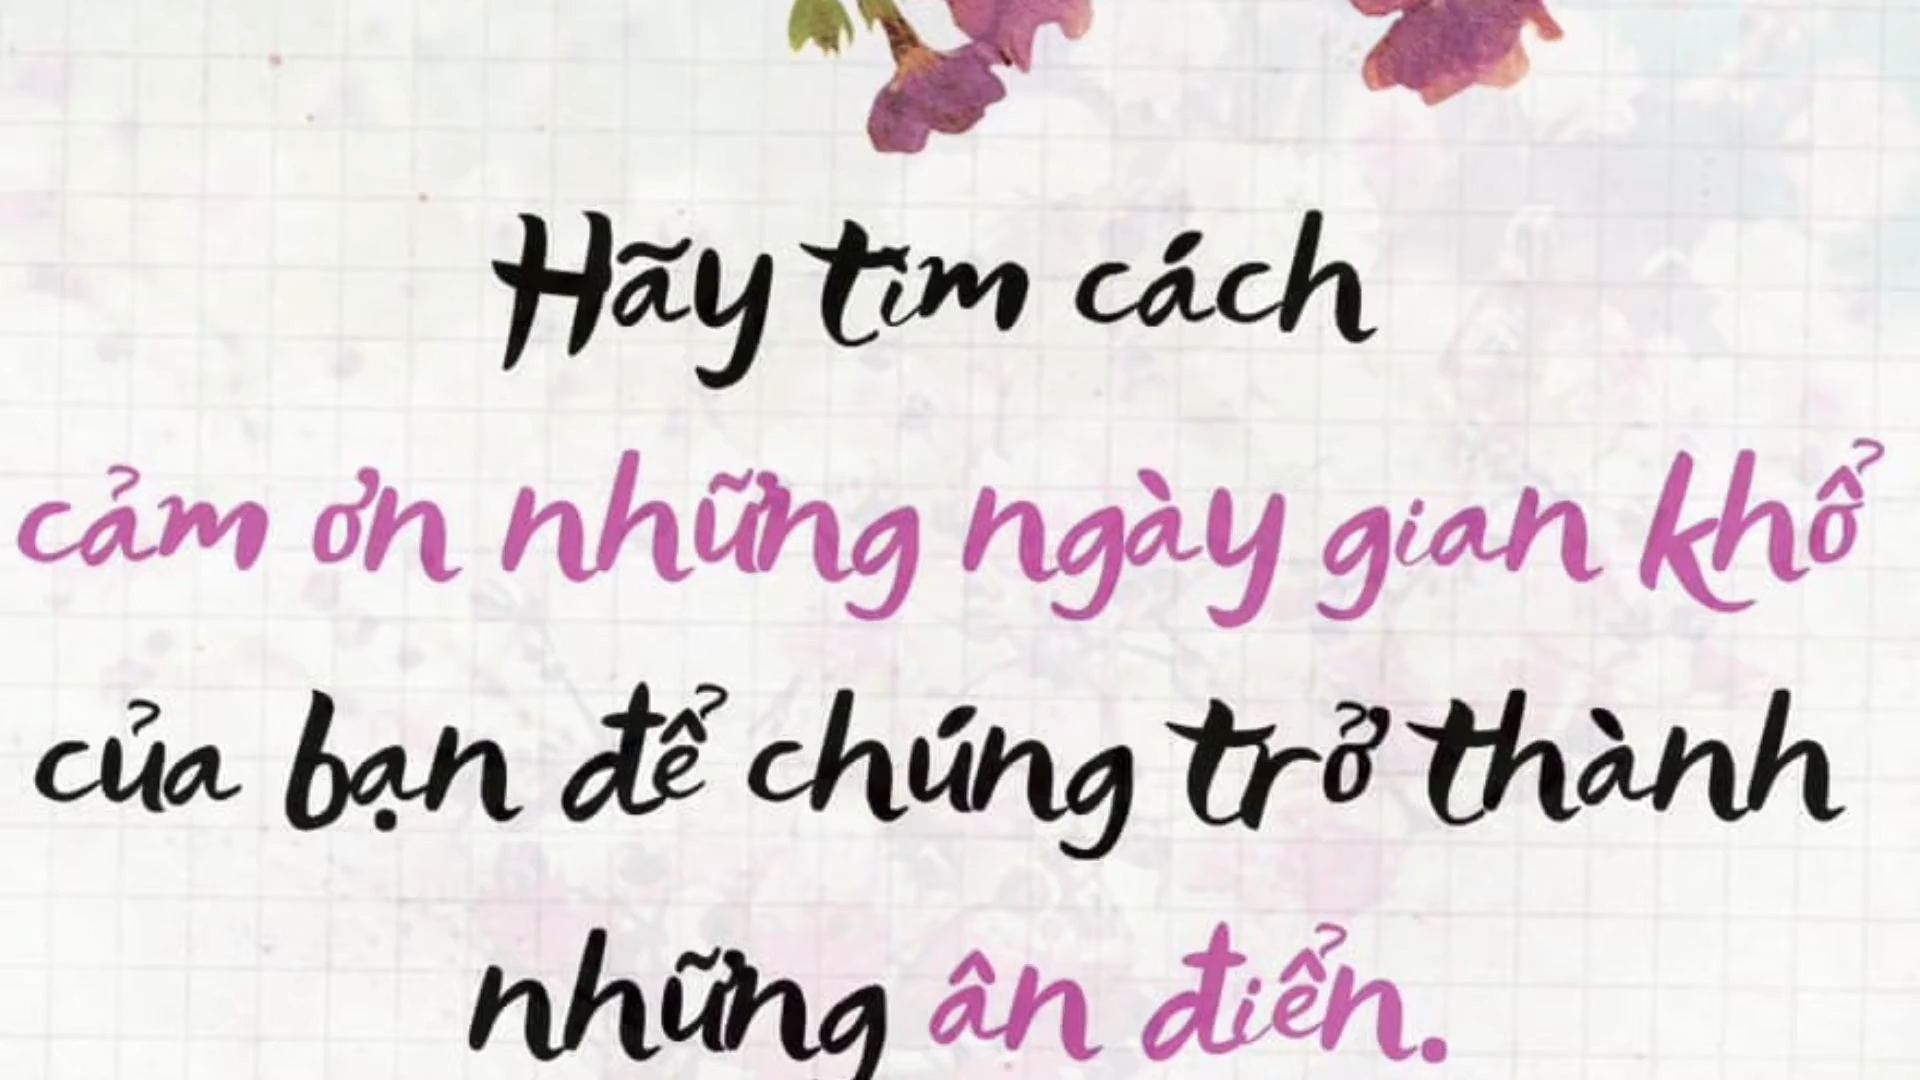 Hãy tìm cách
cảm ơn những ngày gian khổ
của bạn để chúng trở thành
những ân điển.